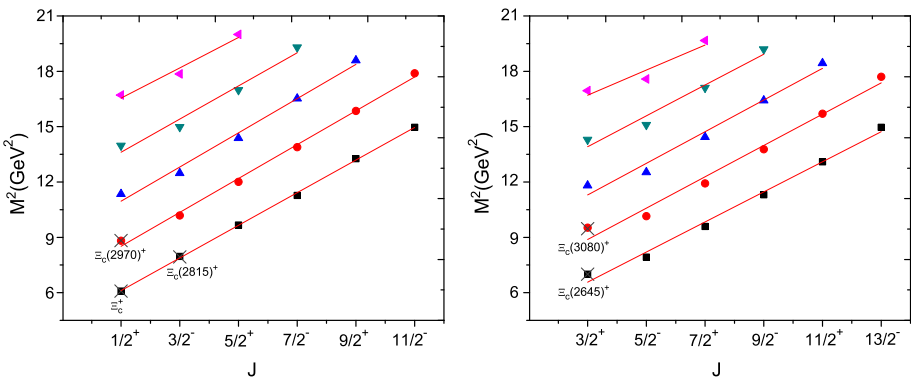 21
18
15
12
9
6
M²(GeV²)
Ξc(2970)⁺
Ξc(2815)⁺
Ξc⁺
1/2⁺ 3/2⁻ 5/2⁺ 7/2⁻ 9/2⁺ 11/2⁻
J
21
18
15
12
9
6
M²(GeV²)
Ξc(3080)⁺
Ξc(2645)⁺
3/2⁺ 5/2⁻ 7/2⁺ 9/2⁻ 11/2⁺ 13/2⁻
J